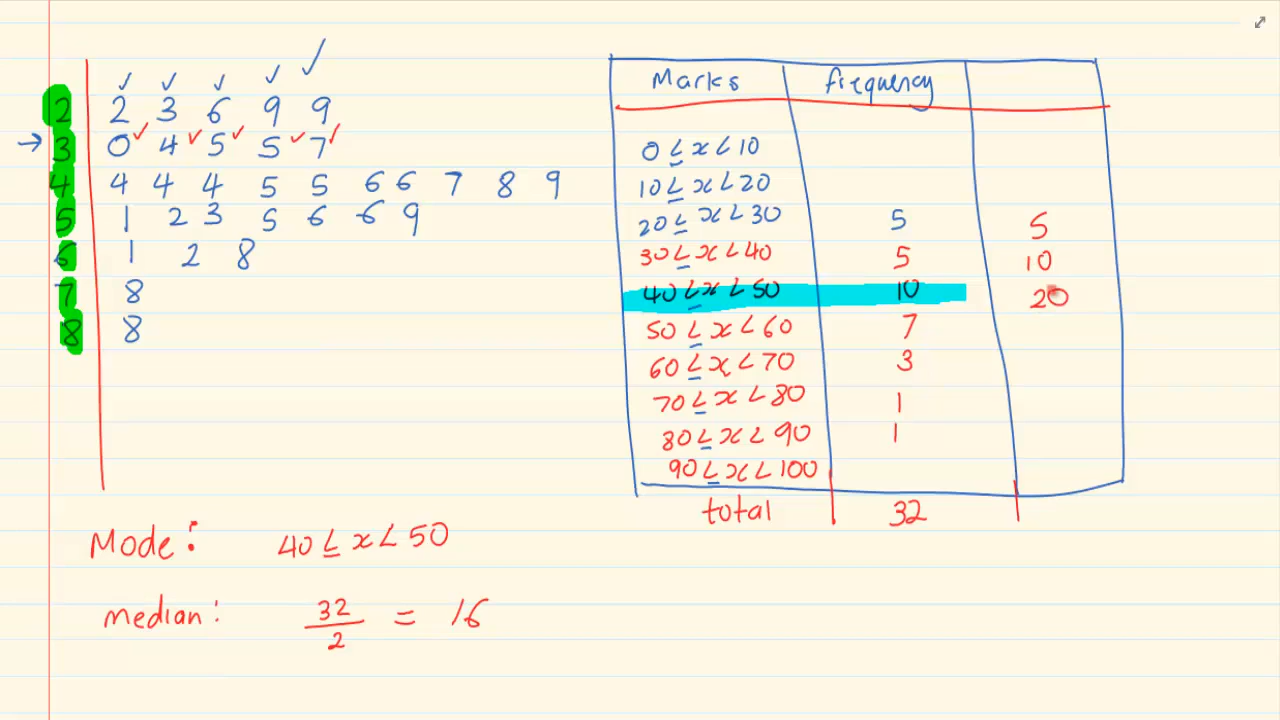 2 2 3 6 9 9
→ 3 0 4 5 5 7
4 4 4 4 5 5 6 6 7 8 9
5 1 2 3 5 6 6 9
6 1 2 8
7 8
8 8
Marks frequency
0 ≤ x < 10
10 ≤ x < 20
20 ≤ x < 30 5 5
30 ≤ x < 40 5 10
40 ≤ x < 50 10 20
50 ≤ x < 60 7
60 ≤ x < 70 3
70 ≤ x < 80 1
80 ≤ x < 90 1
90 ≤ x < 100
total 32
Mode: 40 ≤ x < 50
median: 32/2 = 16